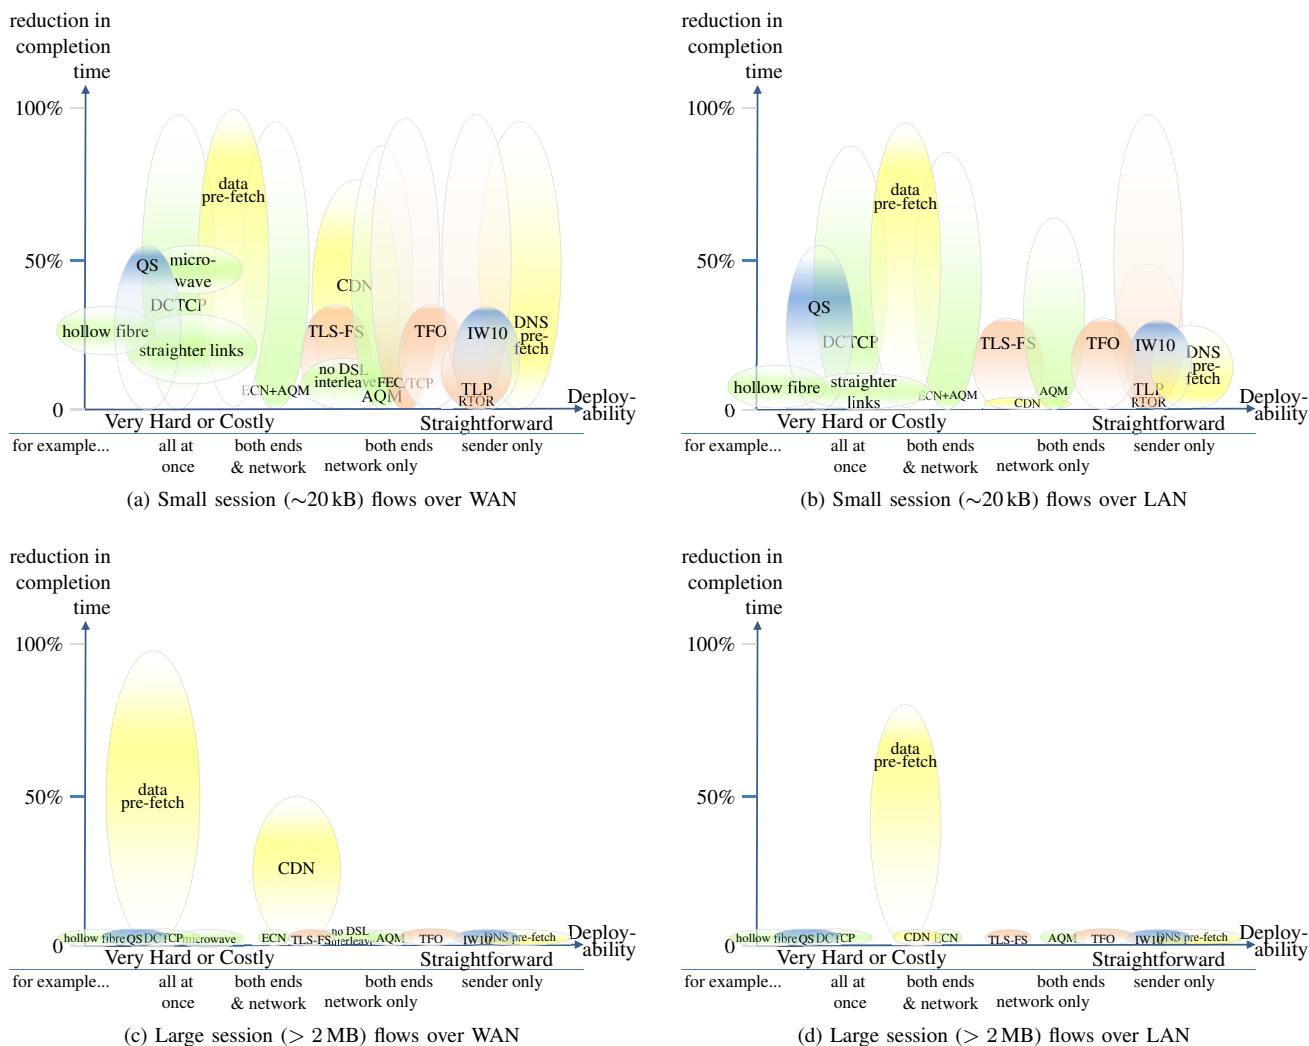 reduction in
completion
time
100%
data
pre-fetch
50%
QS
micro-
wave
CDN
DCTCP
hollow fibre
TLS-FS
TFO
IW10
DNS
pre-
fetch
straighter links
no DSL
interleave
FEC
TCP
ECN+AQM
AQM
TLP
RTOR
0
Deploy-
ability
Very Hard or Costly
Straightforward
for example...
all at
once
both ends
& network
network only
both ends
sender only
(a) Small session (~20 kB) flows over WAN
reduction in
completion
time
100%
data
pre-fetch
50%
QS
DCTCP
TLS-FS
TFO
IW10
DNS
pre-
fetch
hollow fibre
straighter
links
ECN+AQM
CDN
AQM
TLP
RTOR
0
Deploy-
ability
Very Hard or Costly
Straightforward
for example...
all at
once
both ends
& network
network only
both ends
sender only
(b) Small session (~20 kB) flows over LAN
reduction in
completion
time
100%
50%
data
pre-fetch
CDN
0
hollow fibre
QS
DCTCP
microwave
ECN
TLS-FS
no DSL
interleave
AQM
TFO
IW10
DNS pre-fetch
Deploy-
ability
Very Hard or Costly
Straightforward
for example...
all at
once
both ends
& network
network only
both ends
sender only
(c) Large session (> 2 MB) flows over WAN
reduction in
completion
time
100%
data
pre-fetch
50%
0
hollow fibre
QS
DCTCP
CDN
ECN
TLS-FS
AQM
TFO
IW10
DNS pre-fetch
Deploy-
ability
Very Hard or Costly
Straightforward
for example...
all at
once
both ends
& network
network only
both ends
sender only
(d) Large session (> 2 MB) flows over LAN